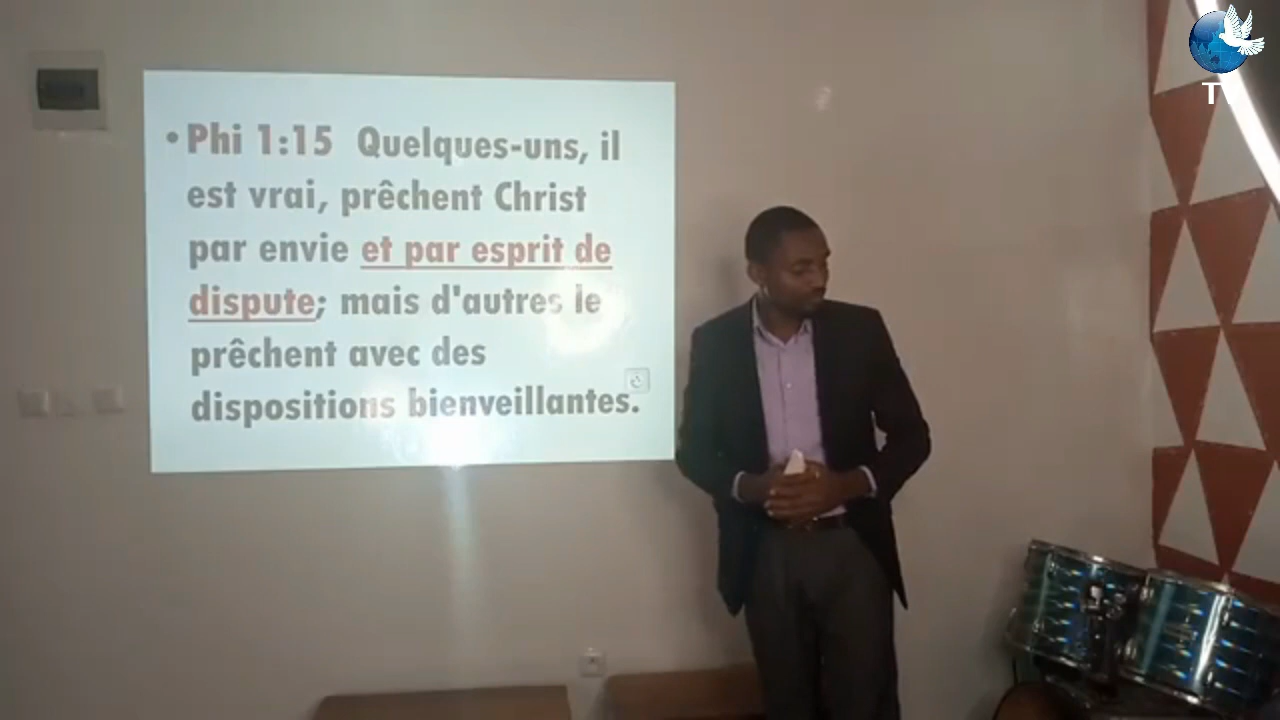 • Phi 1:15 Quelques-uns, il
est vrai, prêchent Christ
par envie et par esprit de
dispute; mais d'autres le
prêchent avec des
dispositions bienveillantes.